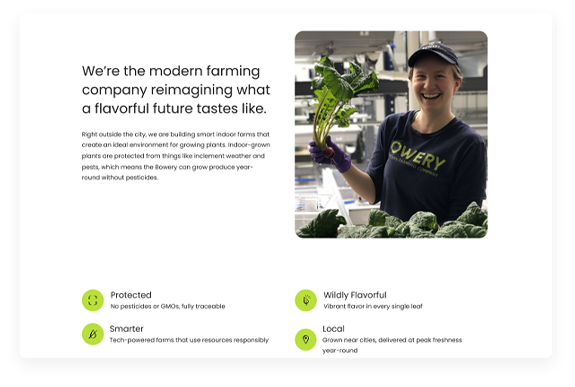 We're the modern farming
company reimagining what
a flavorful future tastes like.
Right outside the city, we are building smart indoor farms that
create an ideal environment for growing plants. Indoor-grown
plants are protected from things like inclement weather and
pests, which means the Bowery can grow produce year-
round without pesticides.
OWERY
Protected
No pesticides or GMOs, fully traceable
Wildly Flavorful
Vibrant flavor in every single leaf
Smarter
Tech-powered farms that use resources responsibly
Local
Grown near cities, delivered at peak freshness
year-round